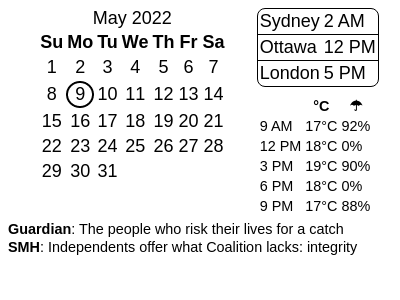 May 2022
Su Mo Tu We Th Fr Sa
1 2 3 4 5 6 7
8 9 10 11 12 13 14
15 16 17 18 19 20 21
22 23 24 25 26 27 28
29 30 31
Sydney 2 AM
Ottawa 12 PM
London 5 PM
°C ☂
9 AM 17°C 92%
12 PM 18°C 0%
3 PM 19°C 90%
6 PM 18°C 0%
9 PM 17°C 88%
Guardian: The people who risk their lives for a catch
SMH: Independents offer what Coalition lacks: integrity